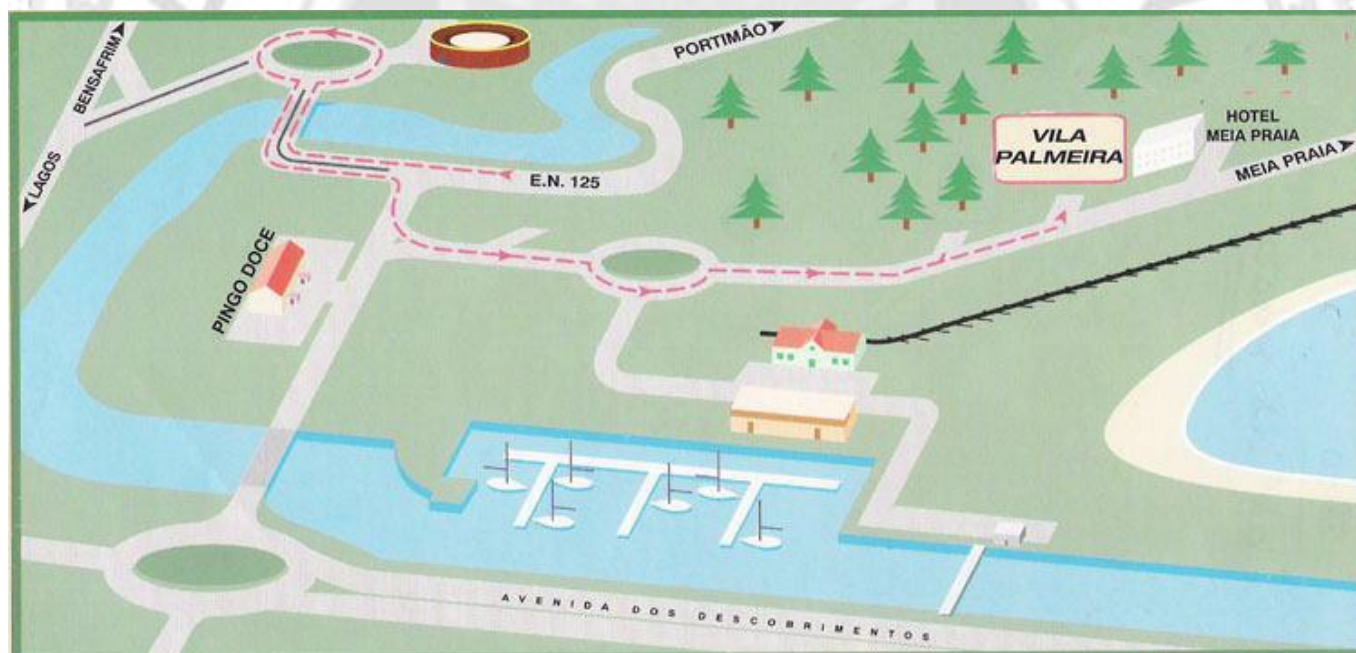 BENSAFRIM
PORTIMÃO
HOTEL
MEIA PRAIA
VILA
PALMEIRA
MEIA PRAIA
LAGOS
E.N. 125
PINGO DOCE
AVENIDA DOS DESCOBRIMENTOS